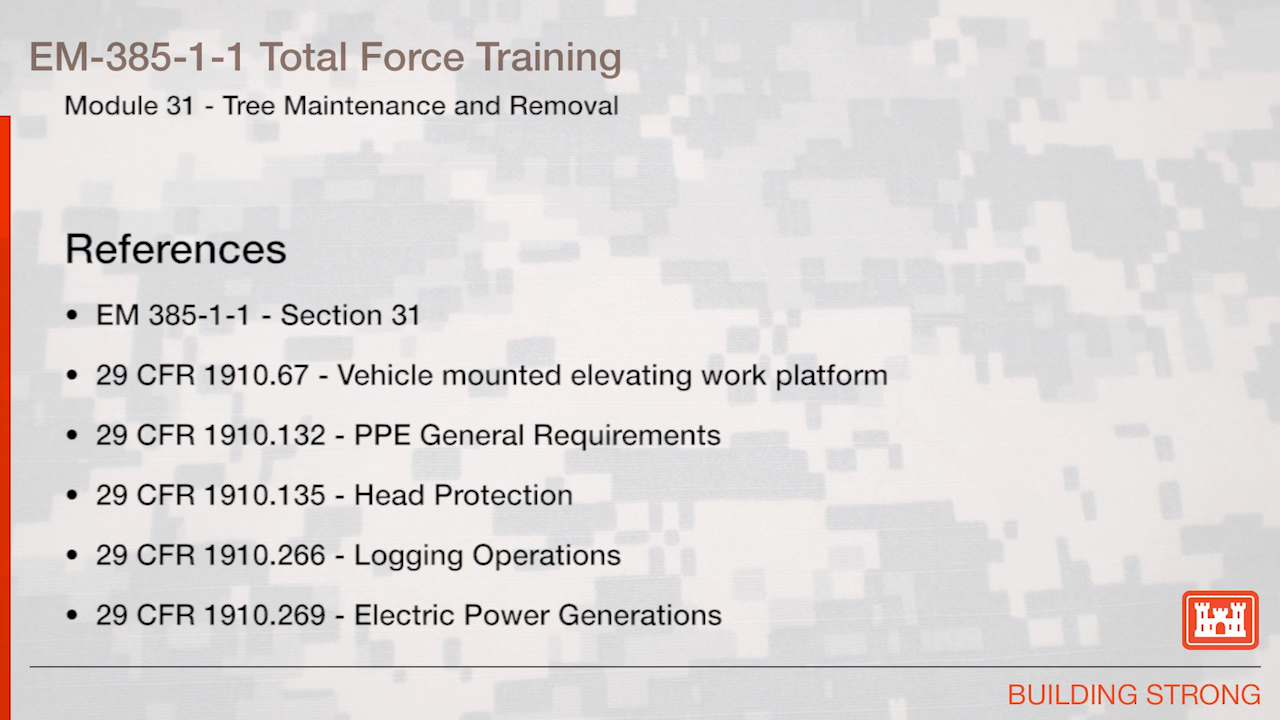 EM-385-1-1 Total Force Training
Module 31 - Tree Maintenance and Removal
References
• EM 385-1-1 - Section 31
• 29 CFR 1910.67 - Vehicle mounted elevating work platform
• 29 CFR 1910.132 - PPE General Requirements
• 29 CFR 1910.135 - Head Protection
• 29 CFR 1910.266 - Logging Operations
• 29 CFR 1910.269 - Electric Power Generations
BUILDING STRONG